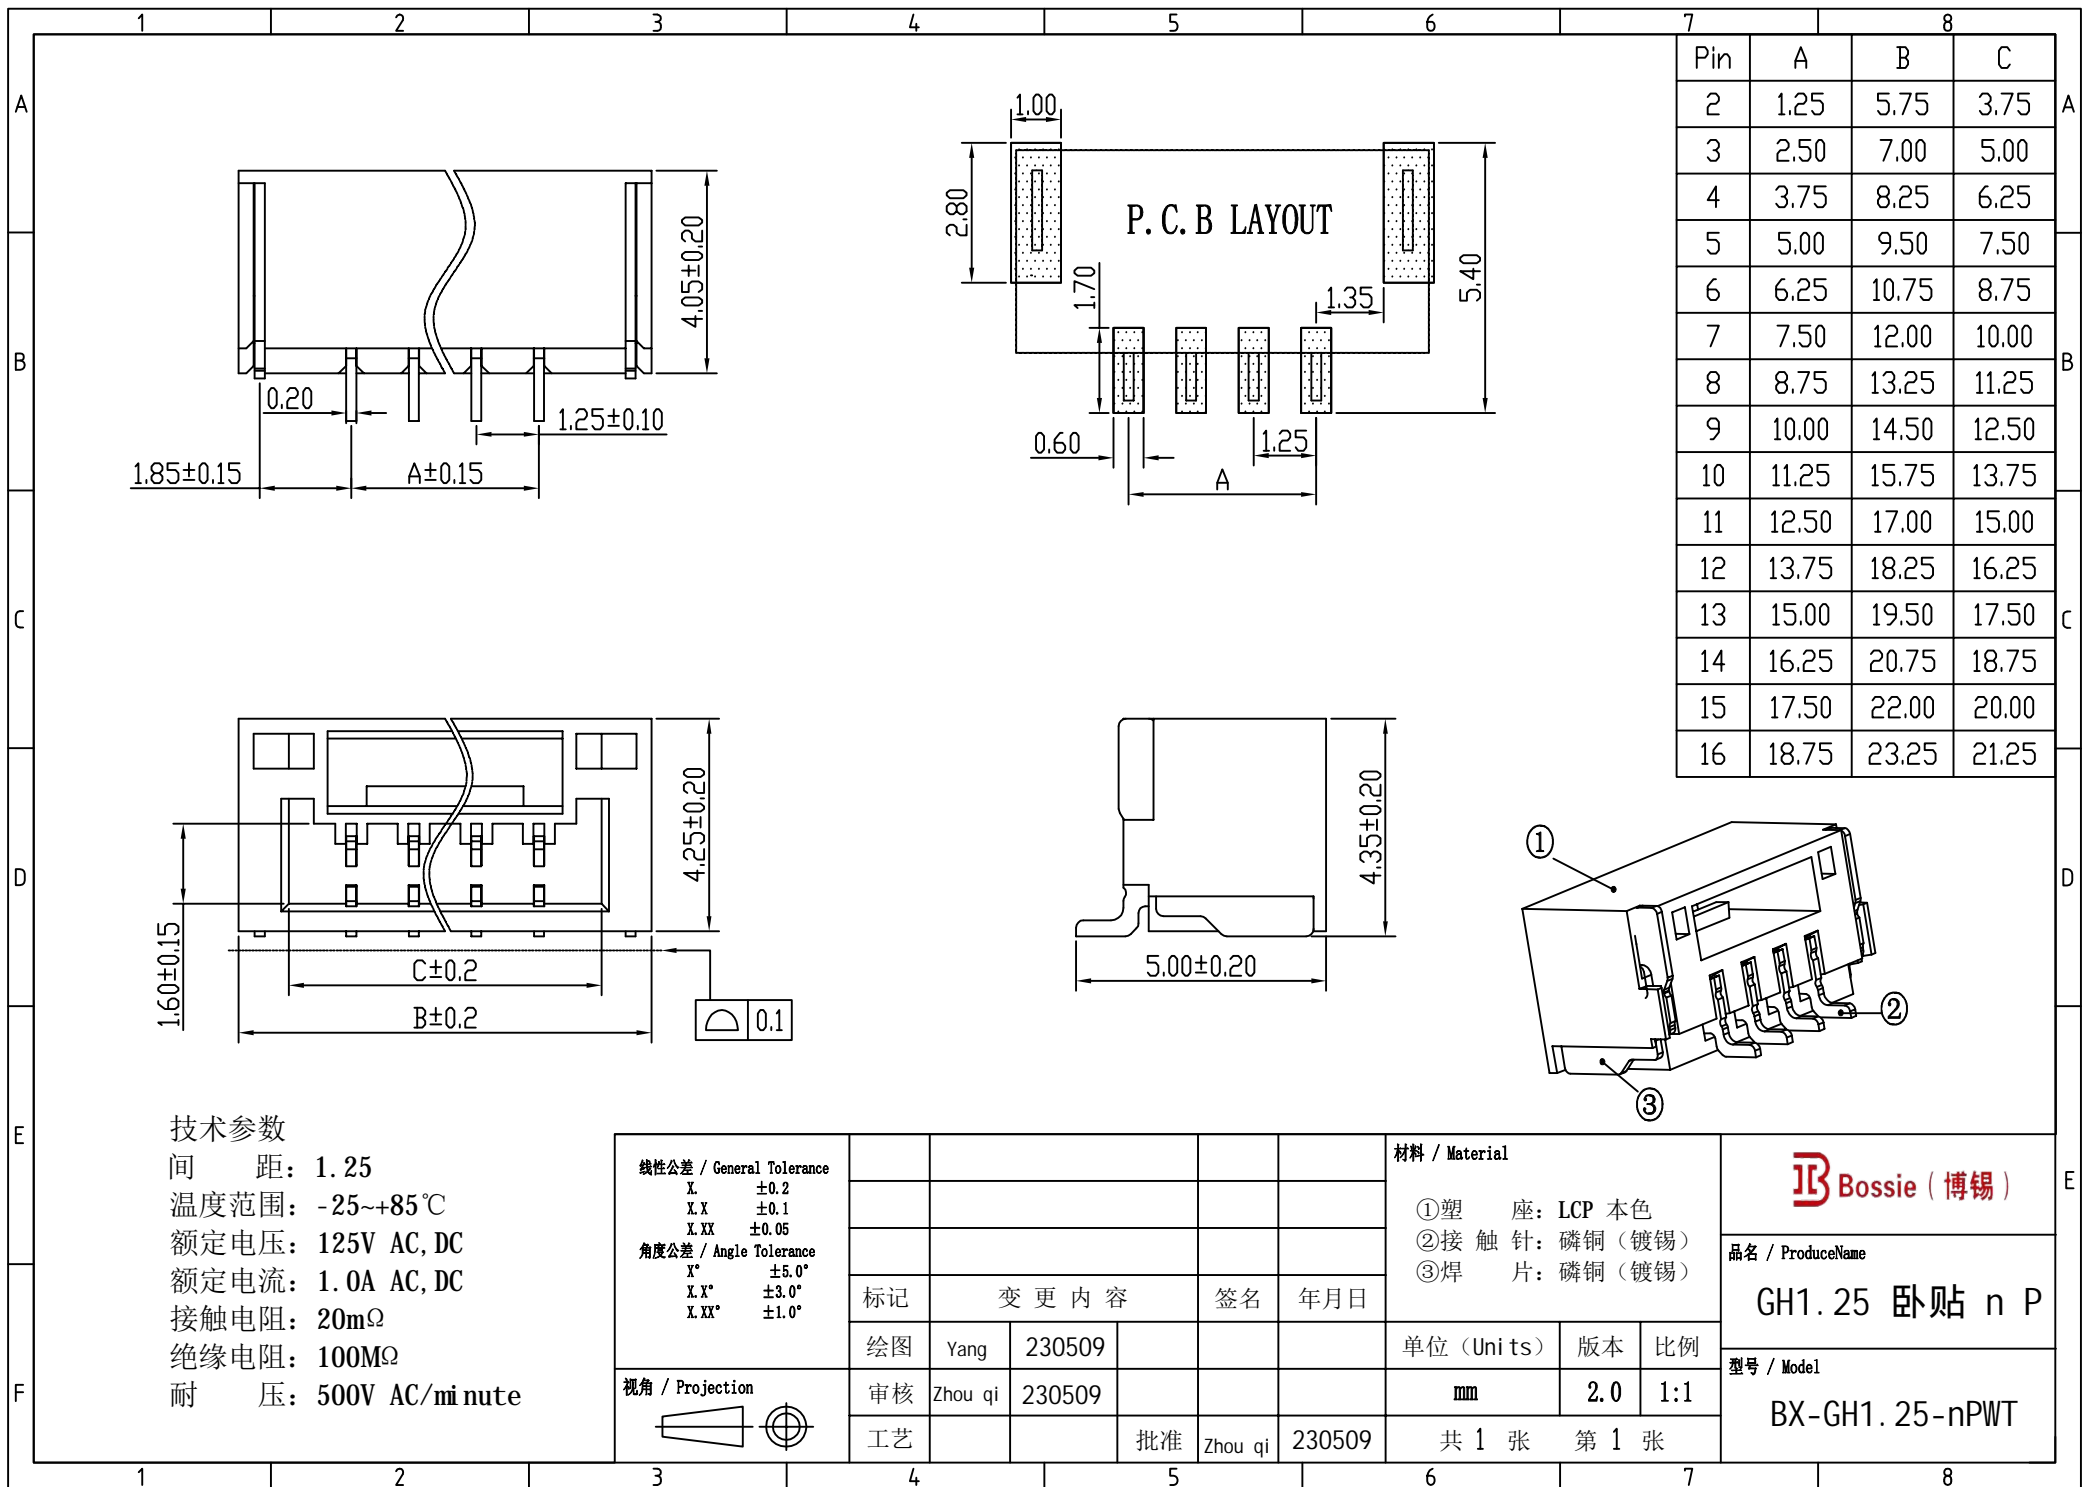 1 2 3 4 5 6 7 8
A
B
C
D
E
F
A
B
C
D
E
Pin A B C
2 1.25 5.75 3.75
3 2.50 7.00 5.00
4 3.75 8.25 6.25
5 5.00 9.50 7.50
6 6.25 10.75 8.75
7 7.50 12.00 10.00
8 8.75 13.25 11.25
9 10.00 14.50 12.50
10 11.25 15.75 13.75
11 12.50 17.00 15.00
12 13.75 18.25 16.25
13 15.00 19.50 17.50
14 16.25 20.75 18.75
15 17.50 22.00 20.00
16 18.75 23.25 21.25
4.05±0.20
0.20
1.25±0.10
1.85±0.15
A±0.15
1.00
2.80
P.C.B LAYOUT
1.70
1.35
5.40
0.60
1.25
A
4.25±0.20
1.60±0.15
C±0.2
B±0.2
0.1
4.35±0.20
5.00±0.20
①
②
③
技术参数
间 距: 1.25
温度范围: -25~+85℃
额定电压: 125V AC,DC
额定电流: 1.0A AC,DC
接触电阻: 20mΩ
绝缘电阻: 100MΩ
耐 压: 500V AC/minute
线性公差 / General Tolerance
X. ±0.2
X.X ±0.1
X.XX ±0.05
角度公差 / Angle Tolerance
X° ±5.0°
X.X° ±3.0°
X.XX° ±1.0°
视角 / Projection
标记 变更内容 签名 年月日
绘图 Yang 230509
审核 Zhou qi 230509
工艺 批准 Zhou qi 230509
材料 / Material
①塑 座: LCP 本色
②接 触 针: 磷铜（镀锡）
③焊 片: 磷铜（镀锡）
单位（Units） 版本 比例
mm 2.0 1:1
共 1 张 第 1 张
Bossie（博锡）
品名 / ProduceName
GH1.25 卧贴 n P
型号 / Model
BX-GH1.25-nPWT
1 2 3 4 5 6 7 8